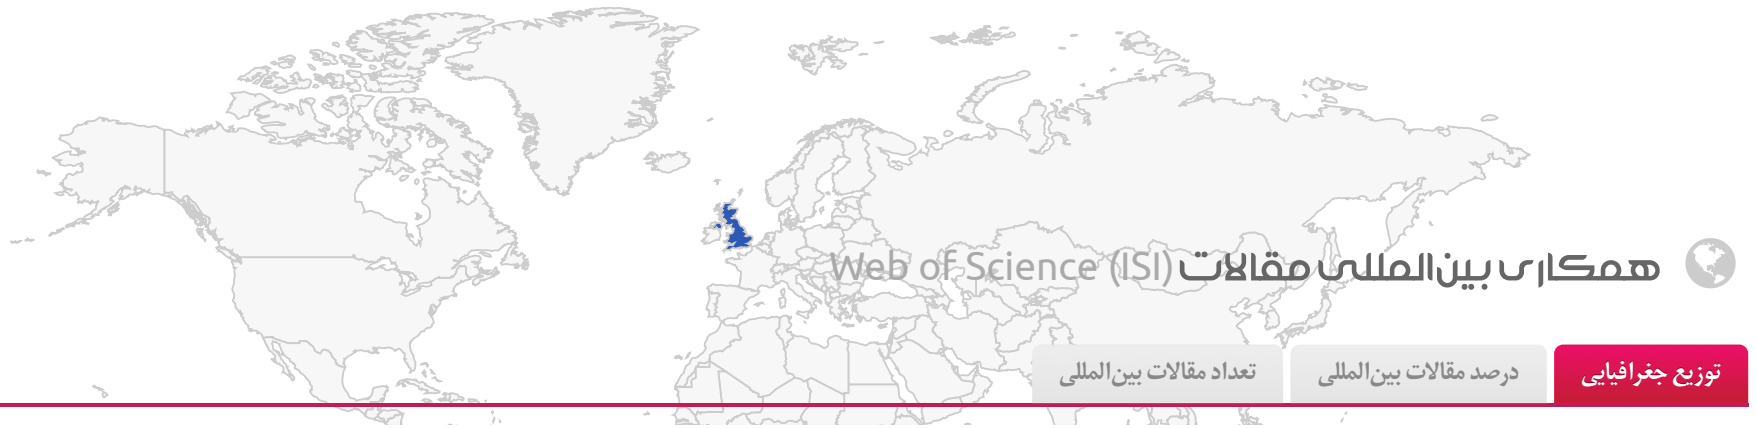 همکاری بین‌المللی مقالات Web of Science (ISI)
توزیع جغرافیایی
درصد مقالات بین‌المللی
تعداد مقالات بین‌المللی